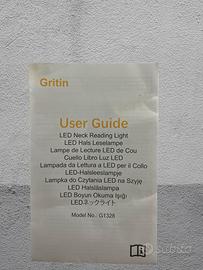 Gritin
User Guide
LED Neck Reading Light
LED Hals Leselampe
Lampe de Lecture LED de Cou
Cuello Libro Luz LED
Lampada da Lettura a LED per il Collo
LED-Halsleeslampje
Lampka do Czytania LED na Szyję
LED Halsläslampa
LED Boyun Okuma Işığı
LEDネックライト
Model No.: G1328
subito